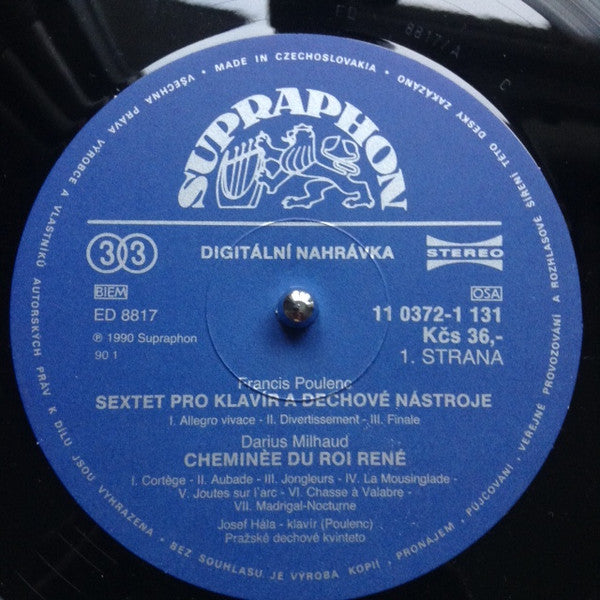 ED 8817/A
E
• MADE IN CZECHOSLOVAKIA • VŠECHNA PRÁVA VÝROBCE A VLASTNÍKŮ AUTORSKÝCH PRÁV K DÍLU JSOU VYHRAZENA • BEZ SOUHLASU JE VÝROBA KOPIÍ, PRONÁJEM, PŮJČOVÁNÍ, VEŘEJNÉ PROVOZOVÁNÍ A ROZHLASOVÉ ŠÍŘENÍ TÉTO DESKY ZAKÁZÁNO
SUPRAPHON
33
DIGITÁLNÍ NAHRÁVKA
STEREO
BIEM
OSA
ED 8817
11 0372-1 131
℗ 1990 Supraphon
Kčs 36,-
90 1
1. STRANA
Francis Poulenc
SEXTET PRO KLAVÍR A DECHOVÉ NÁSTROJE
I. Allegro vivace - II. Divertissement - III. Finale
Darius Milhaud
CHEMINÈE DU ROI RENÉ
I. Cortège - II. Aubade - III. Jongleurs - IV. La Mousinglade -
V. Joutes sur l'arc - VI. Chasse à Valabre -
VII. Madrigal-Nocturne
Josef Hála - klavír (Poulenc)
Pražské dechové kvinteto